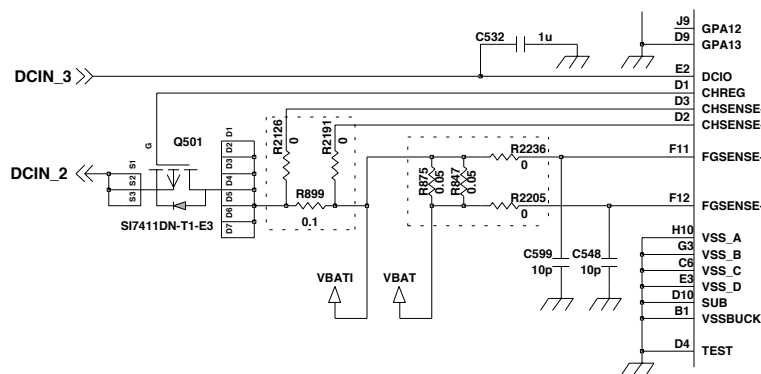 J9
GPA12
C532
1u
D9
GPA13
DCIN_3
E2
DCIO
D1
CHREG
D3
CHSENSE-
D2
CHSENSE-
R2126
0
R2191
0
G
Q501
D1
D2
D3
D4
D5
D6
D7
S1
S2
S3
DCIN_2
SI7411DN-T1-E3
R899
0.1
R2236
0
R875
0.05
R847
0.05
R2205
0
F11
FGSENSE-
F12
FGSENSE-
VBATI
VBAT
C599
10p
C548
10p
H10
VSS_A
G3
VSS_B
C6
VSS_C
E3
VSS_D
D10
SUB
B1
VSSBUCK
D4
TEST